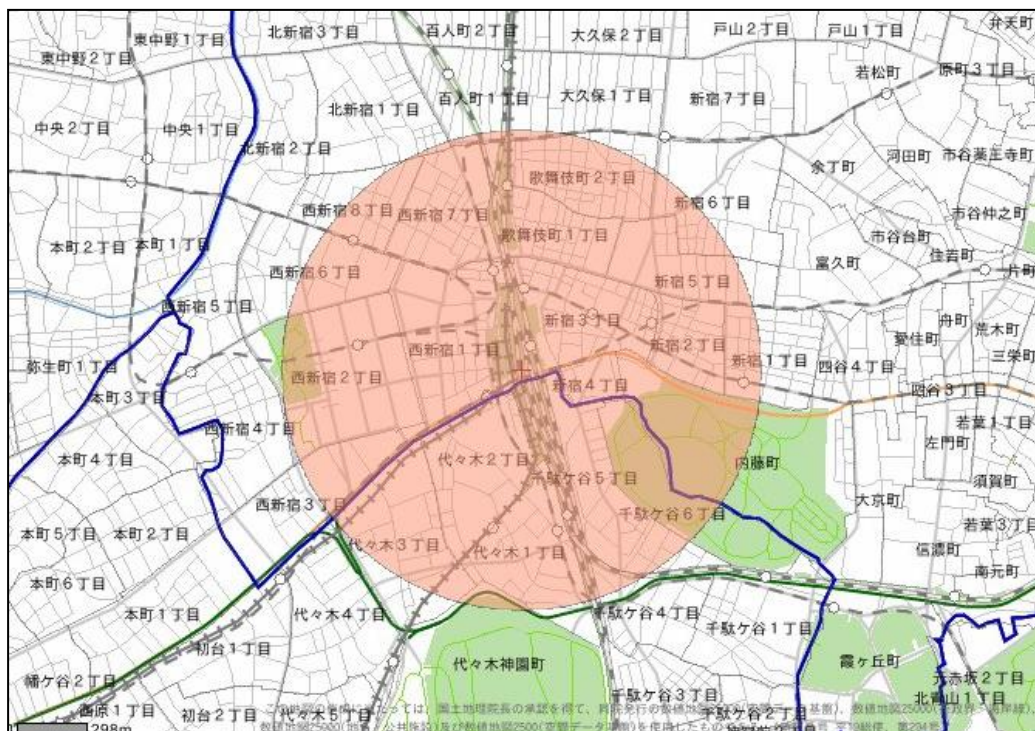 弁天町
東中野1丁目
北新宿3丁目
百人町2丁目
大久保2丁目
戸山2丁目
戸山1丁目
東中野2丁目
若松町
原町3丁目
百人町1丁目
大久保1丁目
新宿7丁目
北新宿1丁目
中央2丁目
中央1丁目
北新宿2丁目
余丁町
河田町
市谷薬王寺町
歌舞伎町2丁目
西新宿8丁目
西新宿7丁目
新宿6丁目
市谷仲之町
本町2丁目
本町1丁目
歌舞伎町1丁目
市谷台町
住吉町
片町
西新宿6丁目
富久町
新宿5丁目
西新宿5丁目
新宿3丁目
舟町
荒木町
愛住町
新宿2丁目
西新宿1丁目
三栄町
弥生町1丁目
新宿1丁目
四谷4丁目
西新宿2丁目
新宿4丁目
四谷3丁目
本町3丁目
若葉1丁目
西新宿4丁目
左門町
本町4丁目
代々木2丁目
内藤町
千駄ケ谷5丁目
須賀町
大京町
西新宿3丁目
千駄ケ谷6丁目
若葉3丁目
本町5丁目
本町2丁目
代々木3丁目
代々木1丁目
信濃町
南元町
本町6丁目
本町1丁目
代々木4丁目
千駄ケ谷4丁目
千駄ケ谷1丁目
初台1丁目
代々木神園町
霞ヶ丘町
幡ケ谷2丁目
元赤坂2丁目
千駄ケ谷3丁目
北青山1丁目
西原1丁目
初台2丁目
代々木5丁目
千駄ケ谷2丁目
298m